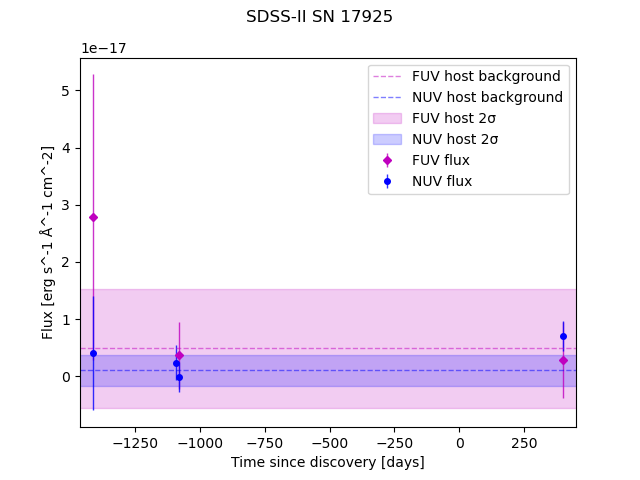 SDSS-II SN 17925
1e−17
FUV host background
NUV host background
FUV host 2σ
NUV host 2σ
FUV flux
NUV flux
5
4
3
2
1
0
Flux [erg s^-1 Å^-1 cm^-2]
−1250 −1000 −750 −500 −250 0 250
Time since discovery [days]